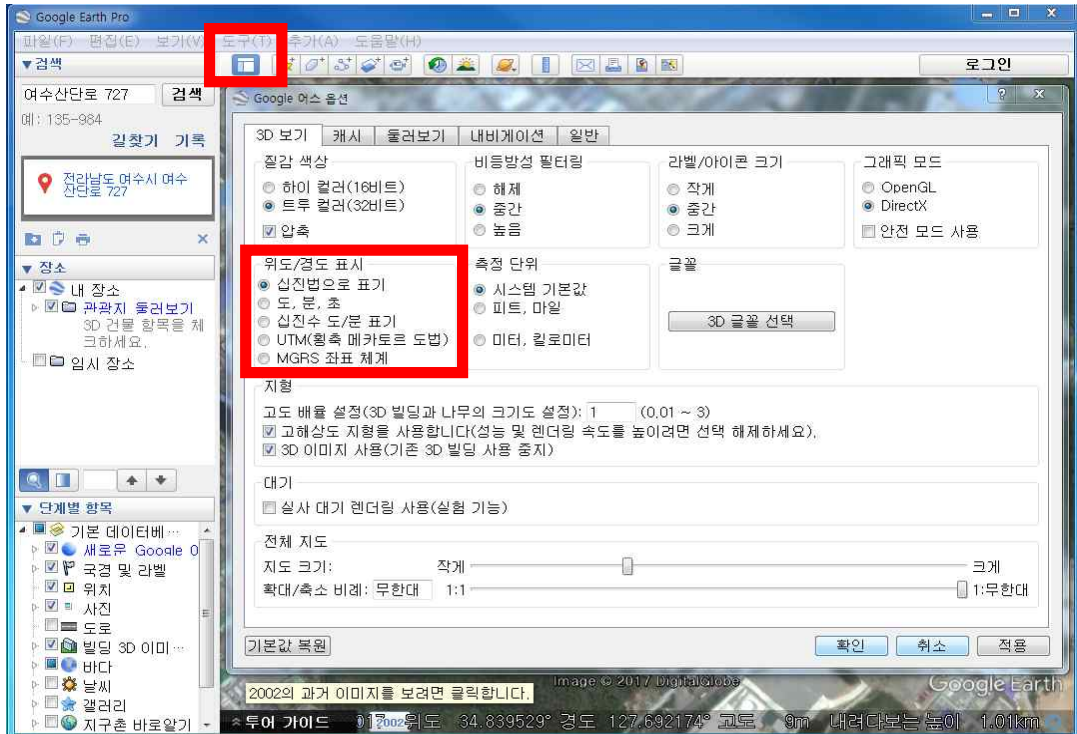 Google Earth Pro
파일(F) 편집(E) 보기(V) 도구(T) 추가(A) 도움말(H)
▼검색
로그인
여수산단로 727 검색
예: 135-984
길찾기 기록
전라남도 여수시 여수
산단로 727
▼ 장소
내 장소
관광지 둘러보기
3D 건물 항목을 체
크하세요.
임시 장소
▼ 단계별 항목
기본 데이터베…
새로운 Google
국경 및 라벨
위치
사진
도로
빌딩 3D 이미…
바다
날씨
갤러리
지구촌 바로알기
Google 어스 옵션
3D 보기 캐시 둘러보기 내비게이션 일반
질감 색상
하이 컬러(16비트)
트루 컬러(32비트)
압축
비등방성 필터링
해제
중간
높음
라벨/아이콘 크기
작게
중간
크게
그래픽 모드
OpenGL
DirectX
안전 모드 사용
위도/경도 표시
십진법으로 표기
도, 분, 초
십진수 도/분 표기
UTM(횡축 메카토르 도법)
MGRS 좌표 체계
측정 단위
시스템 기본값
피트, 마일
미터, 킬로미터
글꼴
3D 글꼴 선택
지형
고도 배율 설정(3D 빌딩과 나무의 크기도 설정): 1 (0.01 ~ 3)
고해상도 지형을 사용합니다(성능 및 렌더링 속도를 높이려면 선택 해제하세요).
3D 이미지 사용(기존 3D 빌딩 사용 중지)
대기
실사 대기 렌더링 사용(실험 기능)
전체 지도
지도 크기: 작게 크게
확대/축소 비례: 무한대 1:1 1:무한대
기본값 복원 확인 취소 적용
2002의 과거 이미지를 보려면 클릭합니다.
Image © 2017 DigitalGlobe
Google Earth
투어 가이드 2002 위도 34.839529° 경도 127.692174° 고도 9m 내려다보는 높이 1.01km